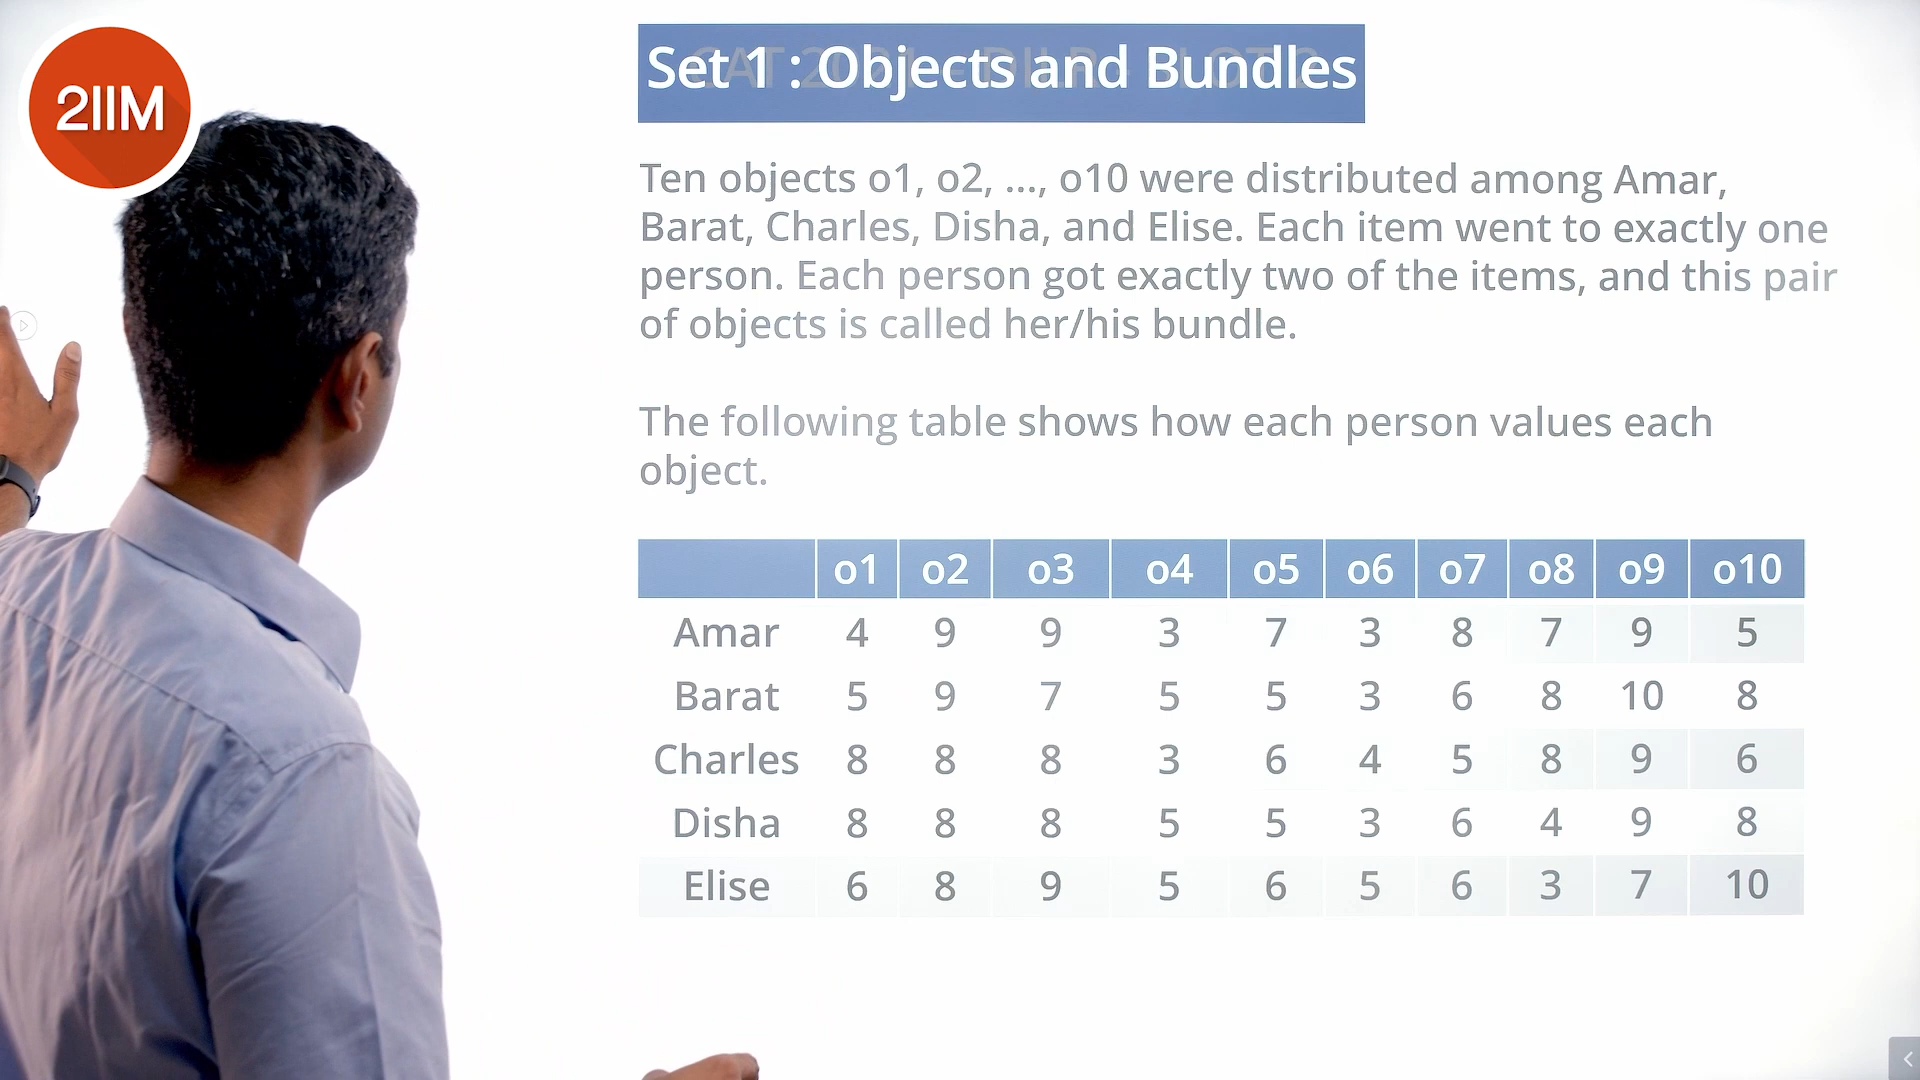 2IIM
Set 1 : Objects and Bundles
Ten objects o1, o2, ..., o10 were distributed among Amar,
Barat, Charles, Disha, and Elise. Each item went to exactly one
person. Each person got exactly two of the items, and this pair
of objects is called her/his bundle.
The following table shows how each person values each
object.
o1 o2 o3 o4 o5 o6 o7 o8 o9 o10
Amar 4 9 9 3 7 3 8 7 9 5
Barat 5 9 7 5 5 3 6 8 10 8
Charles 8 8 8 3 6 4 5 8 9 6
Disha 8 8 8 5 5 3 6 4 9 8
Elise 6 8 9 5 6 5 6 3 7 10